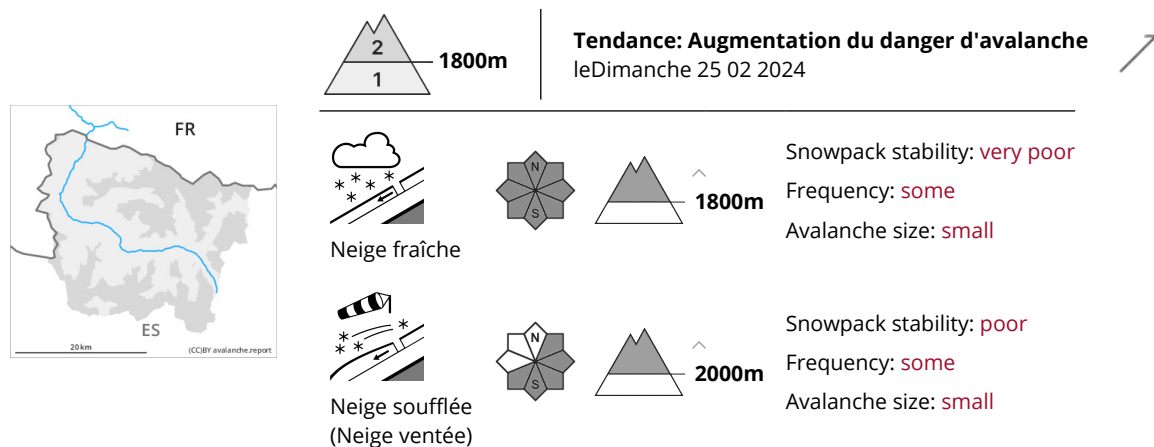 2
1
1800m
Tendance: Augmentation du danger d'avalanche
leDimanche 25 02 2024
FR
ES
20 km
(CC)BY avalanche.report
N
S
1800m
Neige fraîche
Snowpack stability: very poor
Frequency: some
Avalanche size: small
N
S
2000m
Neige soufflée
(Neige ventée)
Snowpack stability: poor
Frequency: some
Avalanche size: small